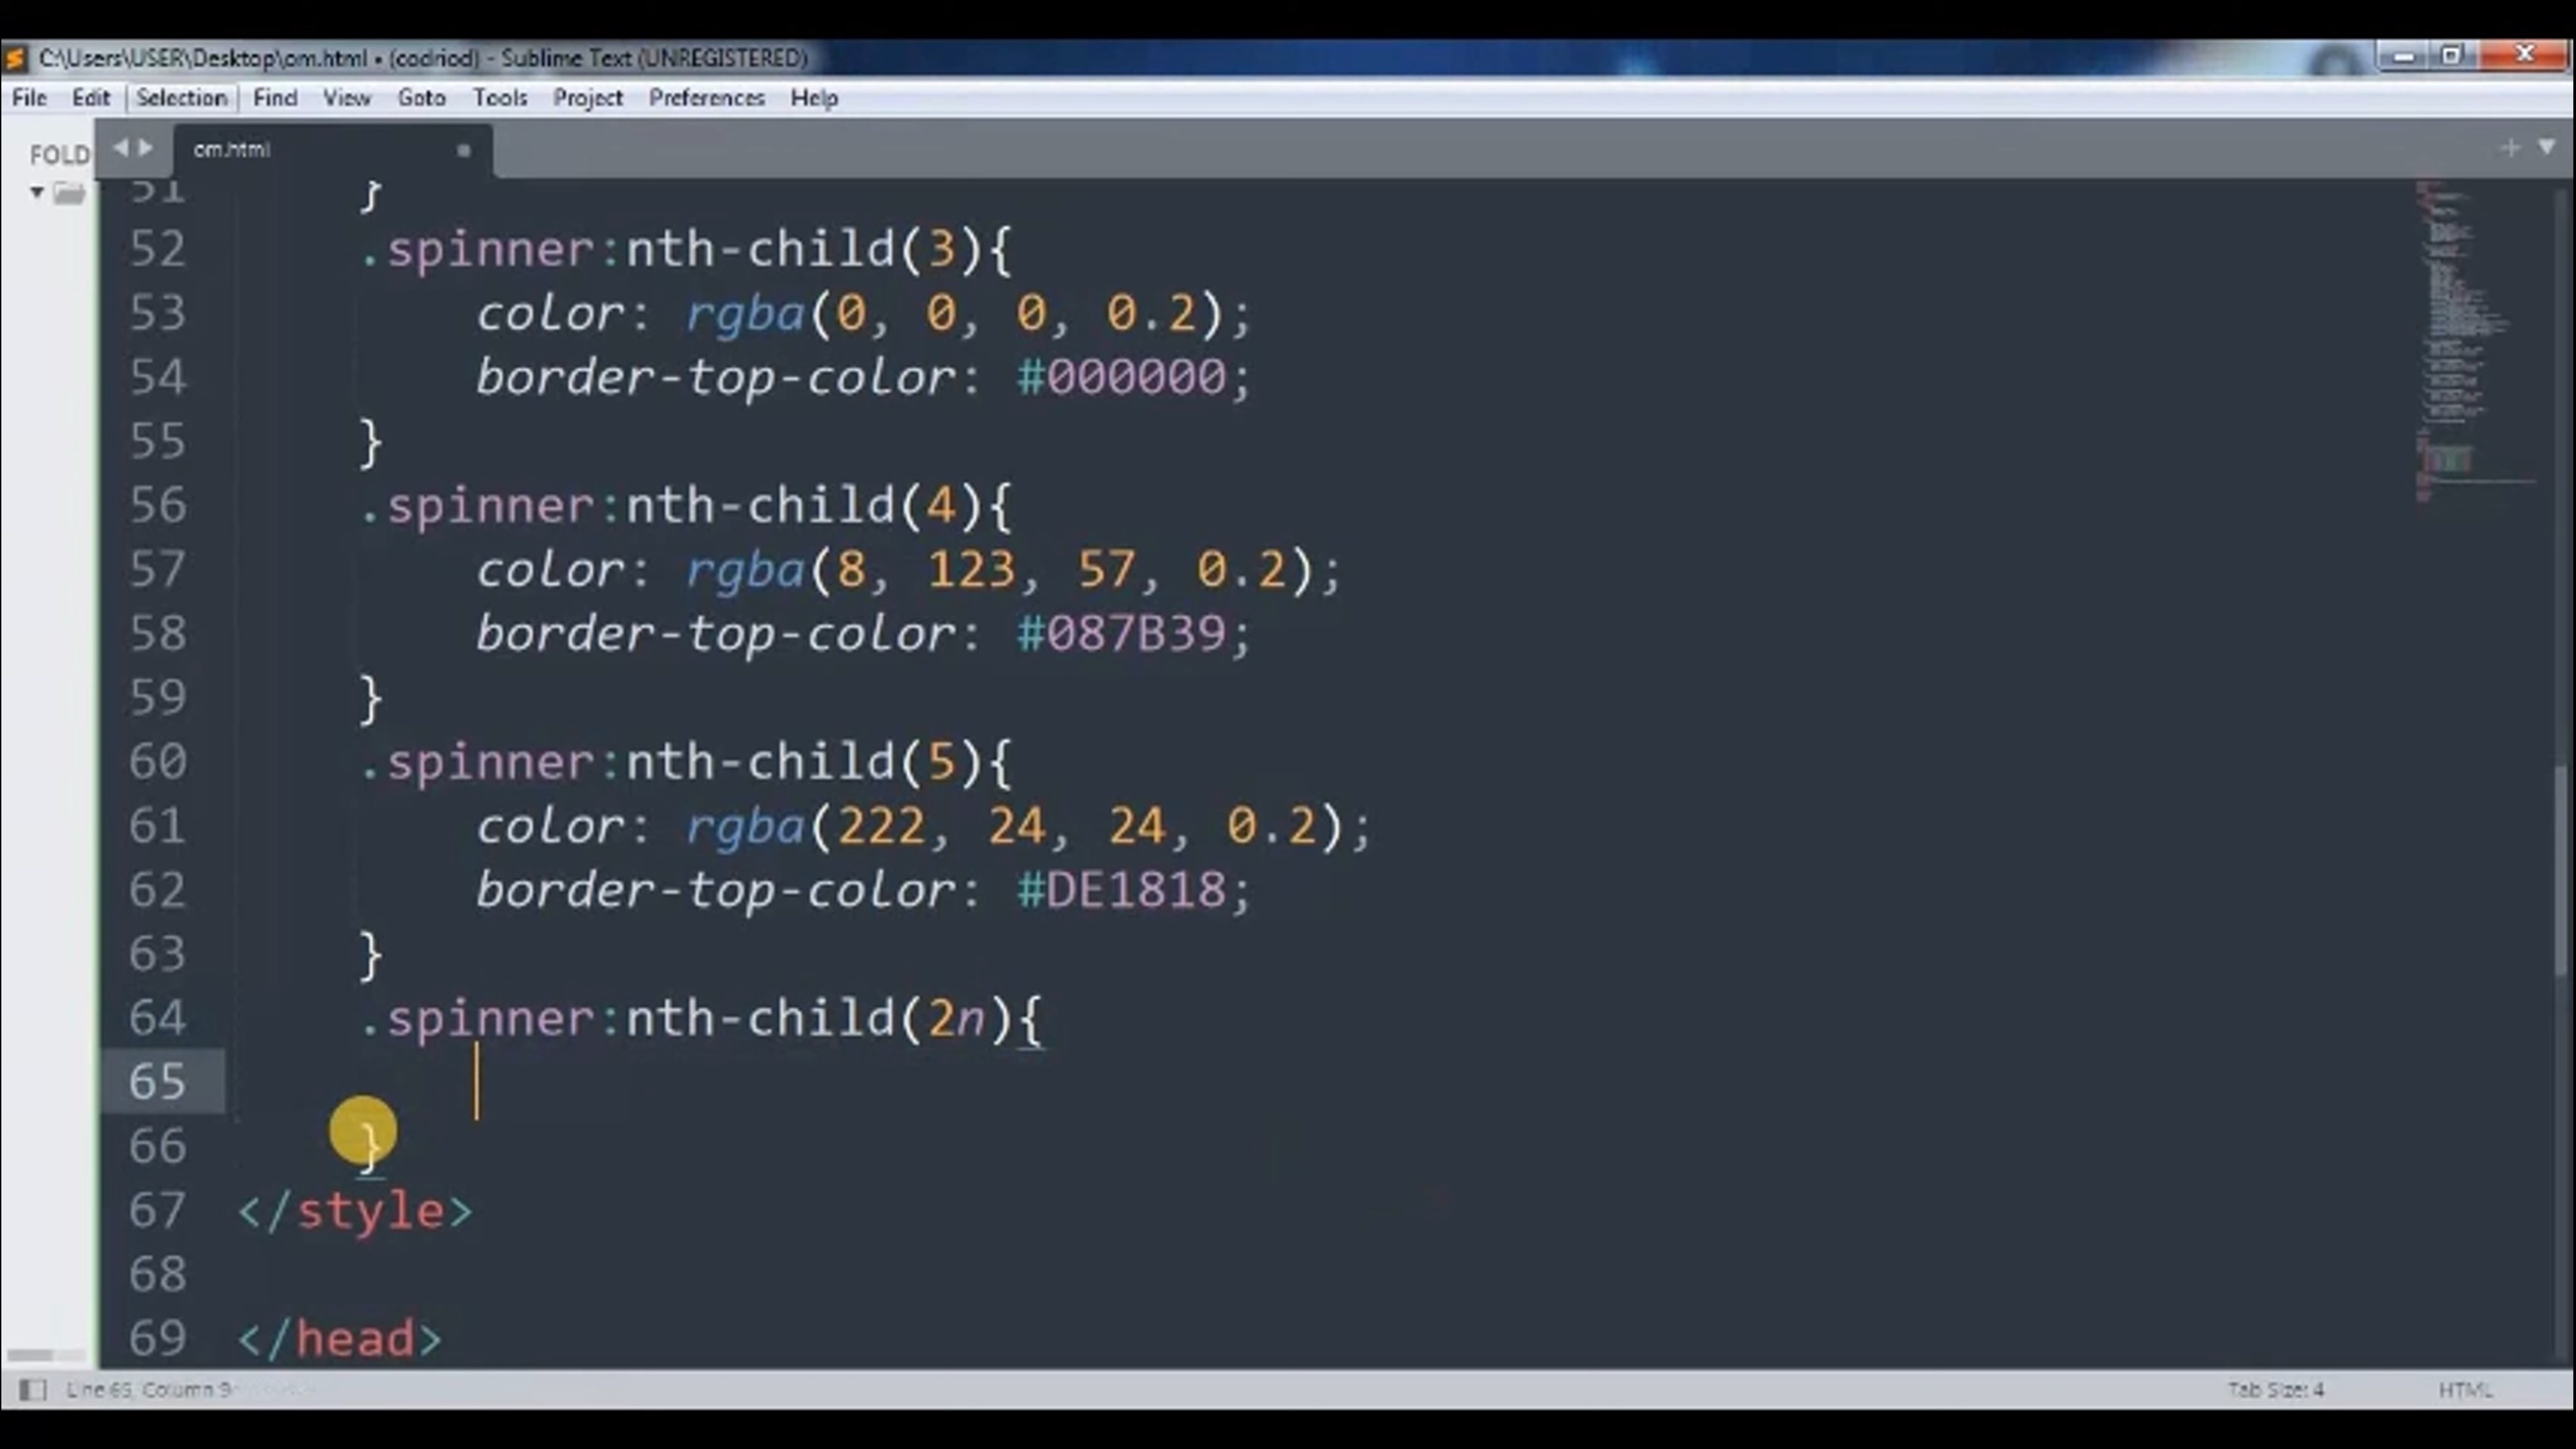 C:\Users\USER\Desktop\om.html • (codriod) - Sublime Text (UNREGISTERED)
File Edit Selection Find View Goto Tools Project Preferences Help
FOLD
om.html
51 }
52 .spinner:nth-child(3){
53 color: rgba(0, 0, 0, 0.2);
54 border-top-color: #000000;
55 }
56 .spinner:nth-child(4){
57 color: rgba(8, 123, 57, 0.2);
58 border-top-color: #087B39;
59 }
60 .spinner:nth-child(5){
61 color: rgba(222, 24, 24, 0.2);
62 border-top-color: #DE1818;
63 }
64 .spinner:nth-child(2n){
65
66 }
67 </style>
68
69 </head>
Line 65, Column 9
Tab Size: 4
HTML